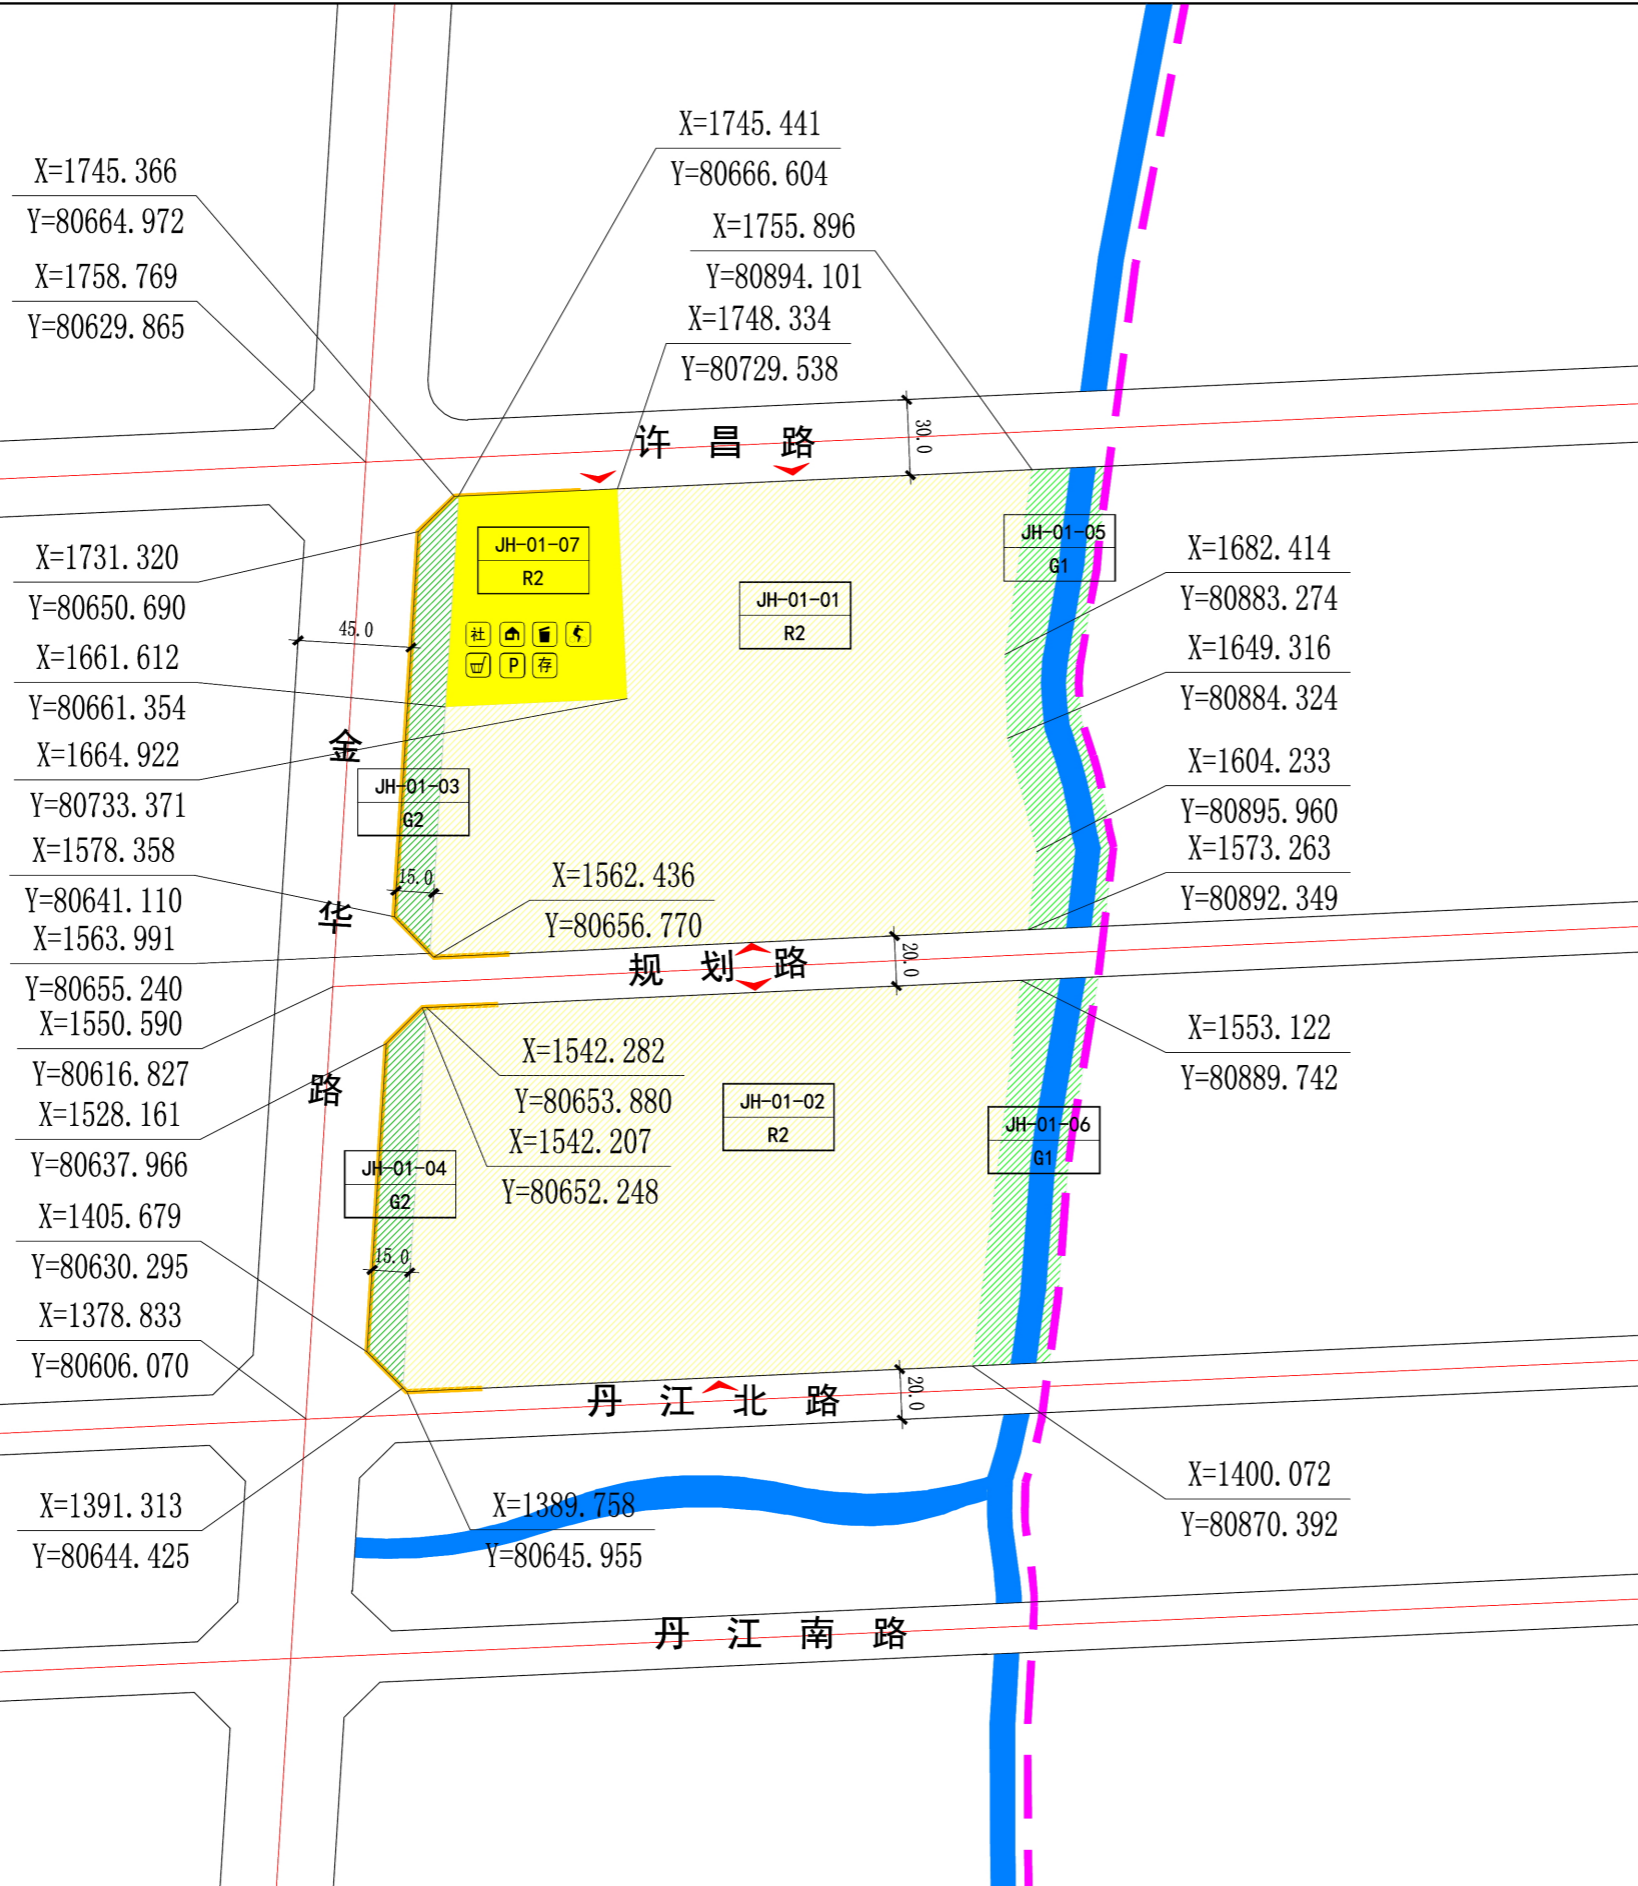 X=1745.441
Y=80666.604
X=1745.366
Y=80664.972
X=1755.896
Y=80894.101
X=1758.769
Y=80629.865
X=1748.334
Y=80729.538
30.0
许昌路
JH-01-07
R2
JH-01-05
G1
X=1731.320
Y=80650.690
X=1682.414
Y=80883.274
JH-01-01
R2
45.0
社
P
存
X=1661.612
Y=80661.354
X=1649.316
Y=80884.324
金华路
X=1664.922
Y=80733.371
JH-01-03
G2
X=1604.233
Y=80895.960
X=1578.358
Y=80641.110
15.0
X=1562.436
Y=80656.770
X=1573.263
Y=80892.349
X=1563.991
Y=80655.240
规划路
20.0
X=1550.590
Y=80616.827
X=1542.282
Y=80653.880
X=1553.122
Y=80889.742
X=1528.161
Y=80637.966
X=1542.207
Y=80652.248
JH-01-02
R2
JH-01-06
G1
JH-01-04
G2
X=1405.679
Y=80630.295
15.0
X=1378.833
Y=80606.070
丹江北路
20.0
X=1391.313
Y=80644.425
X=1389.758
Y=80645.955
X=1400.072
Y=80870.392
丹江南路